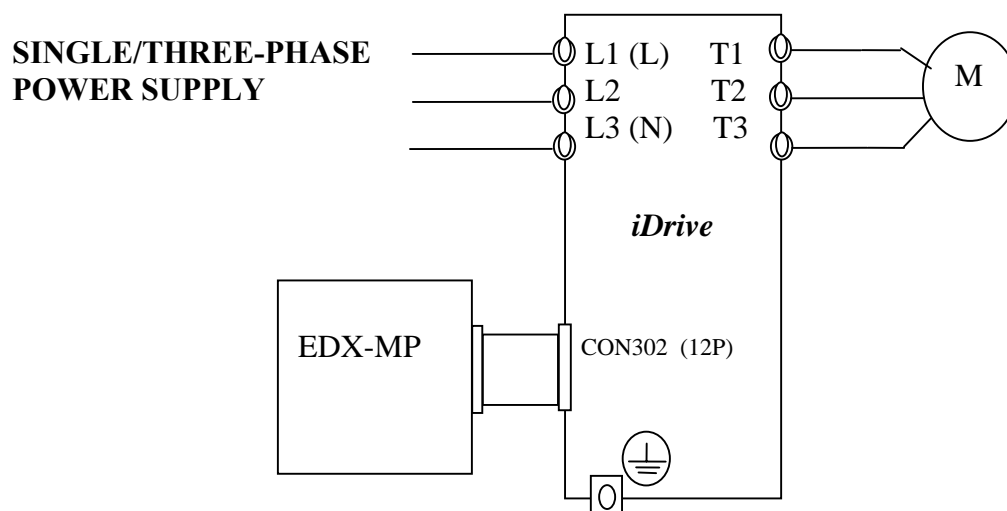 SINGLE/THREE-PHASE
POWER SUPPLY
L1 (L) T1
L2 T2
L3 (N) T3
M
iDrive
EDX-MP
CON302 (12P)